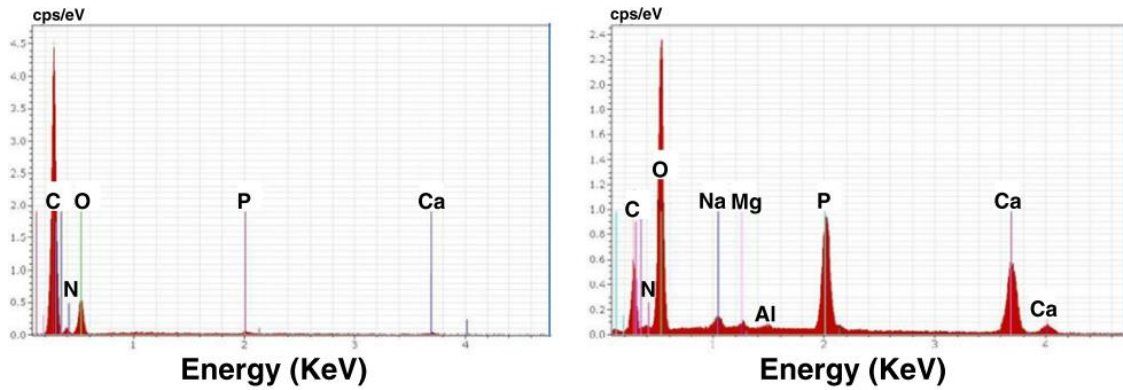 cps/eV
4.5
4.0
3.5
3.0
2.5
2.0
1.5
1.0
0.5
0.0
C O P Ca
N
1 2 3 4
Energy (KeV)
cps/eV
2.4
2.2
2.0
1.8
1.6
1.4
1.2
1.0
0.8
0.6
0.4
0.2
0.0
O
C Na Mg P Ca
N Al Ca
1 2 3 4
Energy (KeV)